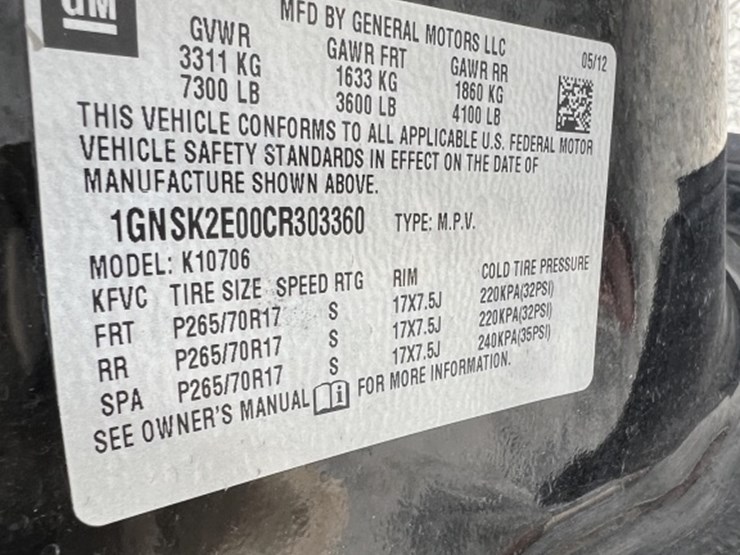 GM
MFD BY GENERAL MOTORS LLC
05/12
GVWR GAWR FRT GAWR RR
3311 KG 1633 KG 1860 KG
7300 LB 3600 LB 4100 LB
THIS VEHICLE CONFORMS TO ALL APPLICABLE U.S. FEDERAL MOTOR
VEHICLE SAFETY STANDARDS IN EFFECT ON THE DATE OF
MANUFACTURE SHOWN ABOVE.
1GNSK2E00CR303360 TYPE: M.P.V.
MODEL: K10706
KFVC TIRE SIZE SPEED RTG RIM COLD TIRE PRESSURE
FRT P265/70R17 S 17X7.5J 220KPA(32PSI)
RR P265/70R17 S 17X7.5J 220KPA(32PSI)
SPA P265/70R17 S 17X7.5J 240KPA(35PSI)
SEE OWNER'S MANUAL FOR MORE INFORMATION.